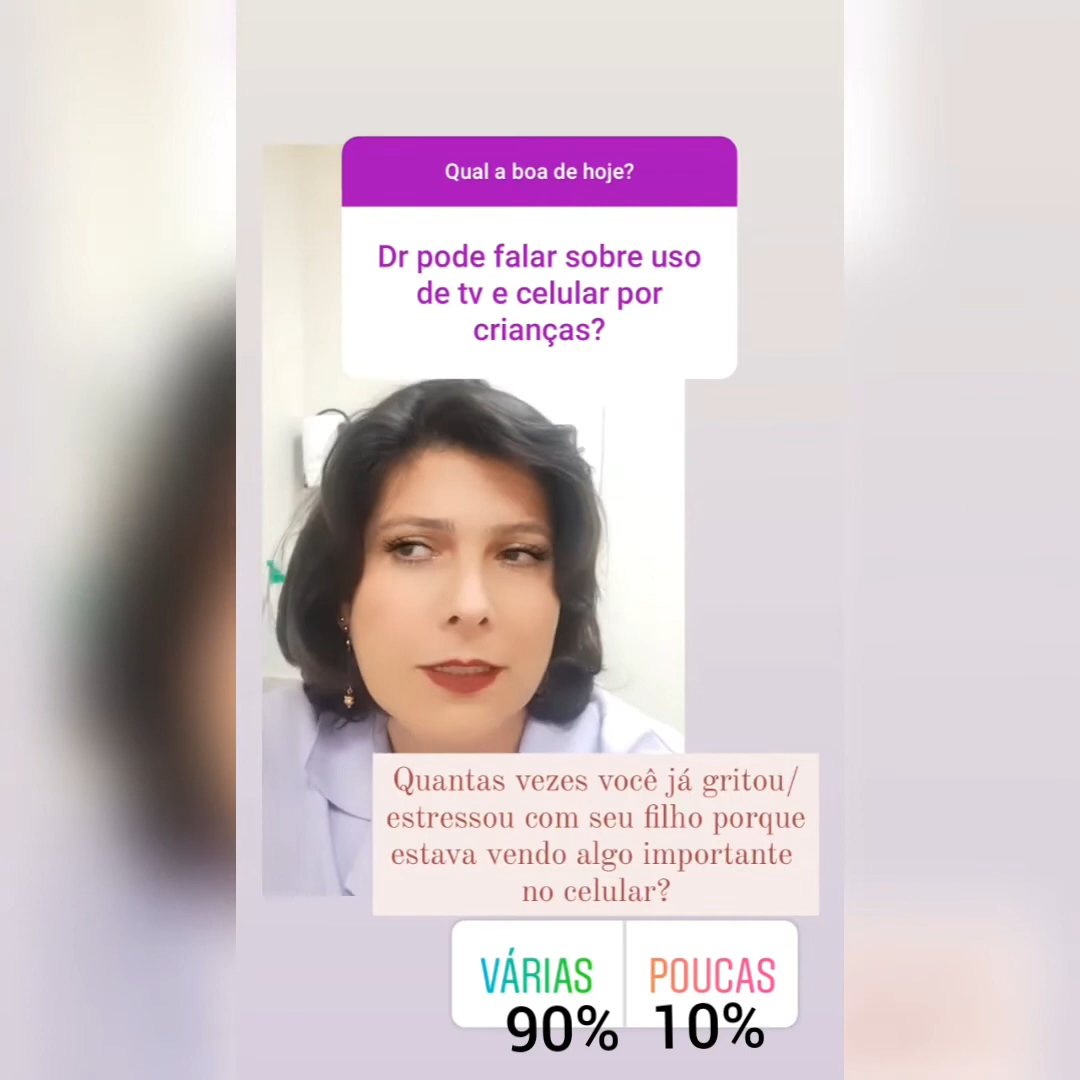 Qual a boa de hoje?
Dr pode falar sobre uso
de tv e celular por
crianças?
Quantas vezes você já gritou/
estressou com seu filho porque
estava vendo algo importante
no celular?
VÁRIAS POUCAS
90% 10%